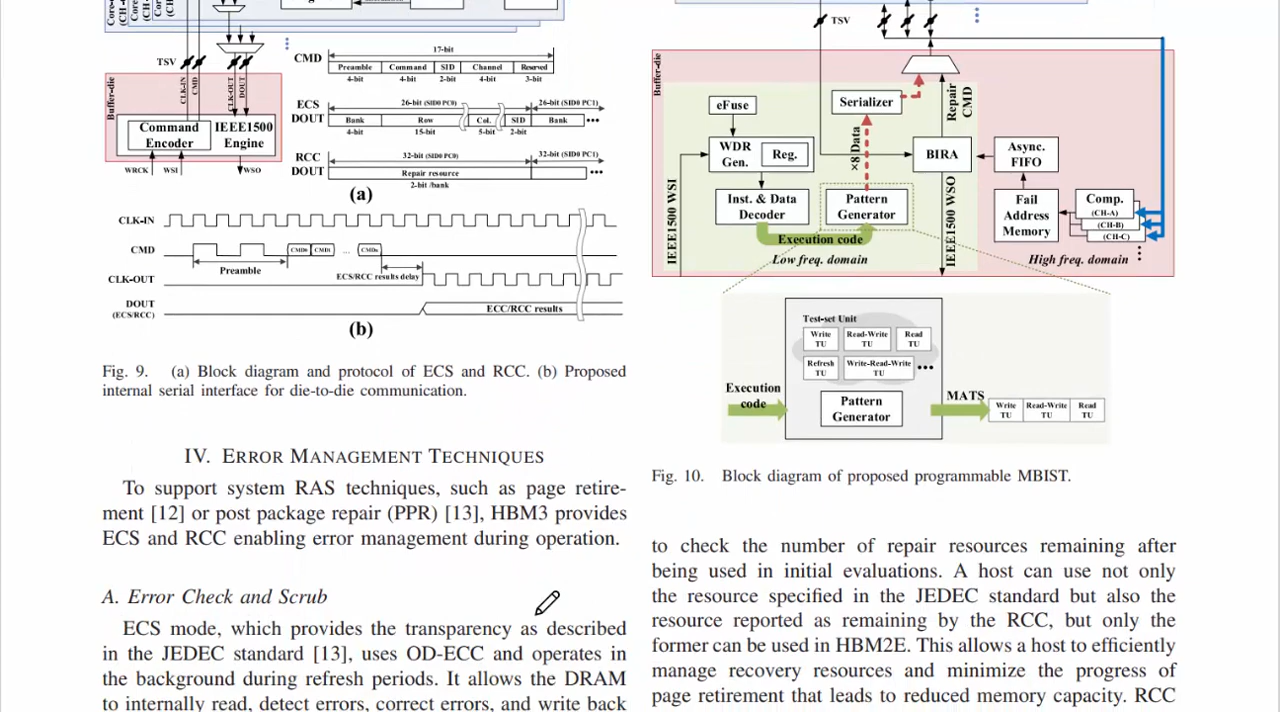 Core-
(CH-
Core-
(CH
Core
(CH
TSV
CLK-IN
CMD
CLK-OUT
DOUT
Buffer-die
Command
Encoder
IEEE1500
Engine
WRCK
WSI
WSO
17-bit
CMD
Preamble
Command
SID
Channel
Reserved
4-bit
4-bit
2-bit
4-bit
3-bit
ECS
DOUT
26-bit (SID0 PC0)
26-bit (SID0 PC1)
Bank
Row
Col.
SID
Bank
4-bit
15-bit
5-bit
2-bit
RCC
DOUT
32-bit (SID0 PC0)
32-bit (SID0 PC1)
Repair resource
2-bit /bank
(a)
CLK-IN
CMD
CMD0
CMD1
...
CMDn
Preamble
ECS/RCC results delay
CLK-OUT
DOUT
(ECS/RCC)
ECC/RCC results
(b)
Fig. 9. (a) Block diagram and protocol of ECS and RCC. (b) Proposed
internal serial interface for die-to-die communication.
IV. ERROR MANAGEMENT TECHNIQUES
To support system RAS techniques, such as page retire-
ment [12] or post package repair (PPR) [13], HBM3 provides
ECS and RCC enabling error management during operation.
A. Error Check and Scrub
ECS mode, which provides the transparency as described
in the JEDEC standard [13], uses OD-ECC and operates in
the background during refresh periods. It allows the DRAM
to internally read, detect errors, correct errors, and write back
TSV
Buffer-die
eFuse
Serializer
Repair
CMD
×8 Data
WDR
Gen.
Reg.
BIRA
Async.
FIFO
Inst. & Data
Decoder
Pattern
Generator
Fail
Address
Memory
Comp.
(CH-A)
(CH-B)
(CH-C)
IEEE1500 WSI
IEEE1500 WSO
Execution code
Low freq. domain
High freq. domain
Test-set Unit
Write
TU
Read-Write
TU
Read
TU
Refresh
TU
Write-Read-Write
TU
Execution
code
Pattern
Generator
MATS
Write
TU
Read-Write
TU
Read
TU
Fig. 10. Block diagram of proposed programmable MBIST.
to check the number of repair resources remaining after
being used in initial evaluations. A host can use not only
the resource specified in the JEDEC standard but also the
resource reported as remaining by the RCC, but only the
former can be used in HBM2E. This allows a host to efficiently
manage recovery resources and minimize the progress of
page retirement that leads to reduced memory capacity. RCC